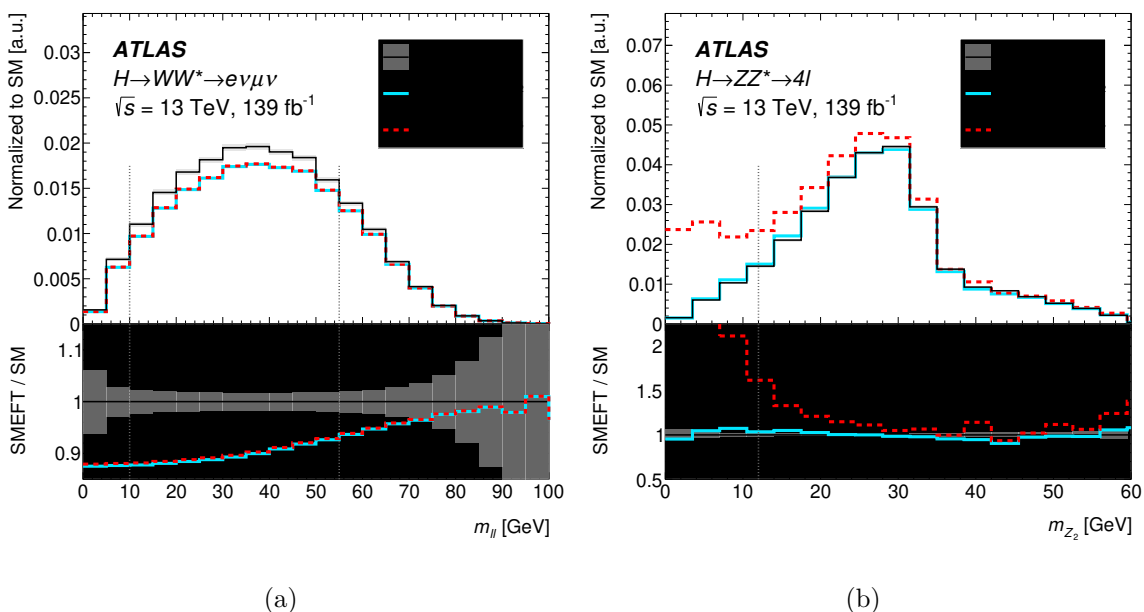 Normalized to SM [a.u.]
0.03
0.025
0.02
0.015
0.01
0.005
0
ATLAS
H→WW*→eνμν
√s = 13 TeV, 139 fb-1
SMEFT / SM
1.1
1
0.9
0 10 20 30 40 50 60 70 80 90 100
mll [GeV]
(a)
Normalized to SM [a.u.]
0.07
0.06
0.05
0.04
0.03
0.02
0.01
0
ATLAS
H→ZZ*→4l
√s = 13 TeV, 139 fb-1
SMEFT / SM
2
1.5
1
0.5
0 10 20 30 40 50 60
mZ2 [GeV]
(b)